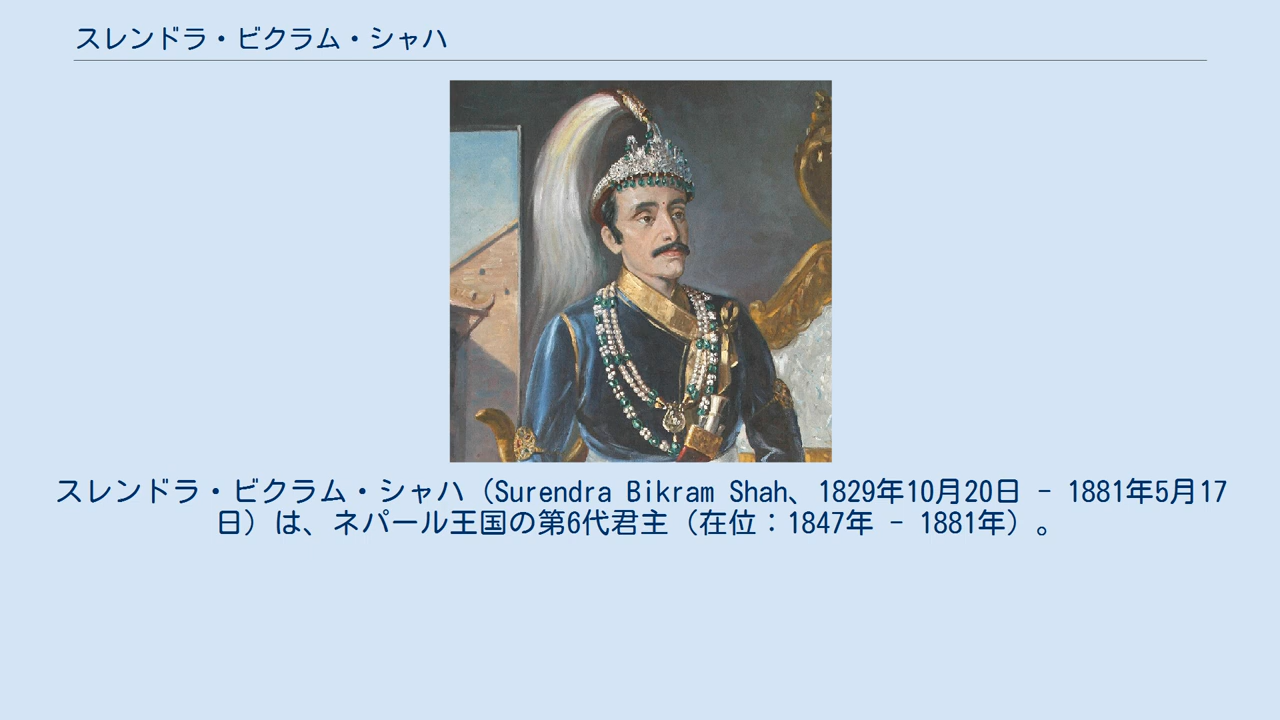 スレンドラ・ビクラム・シャハ
スレンドラ・ビクラム・シャハ（Surendra Bikram Shah、1829年10月20日 - 1881年5月17
日）は、ネパール王国の第6代君主（在位：1847年 - 1881年）。